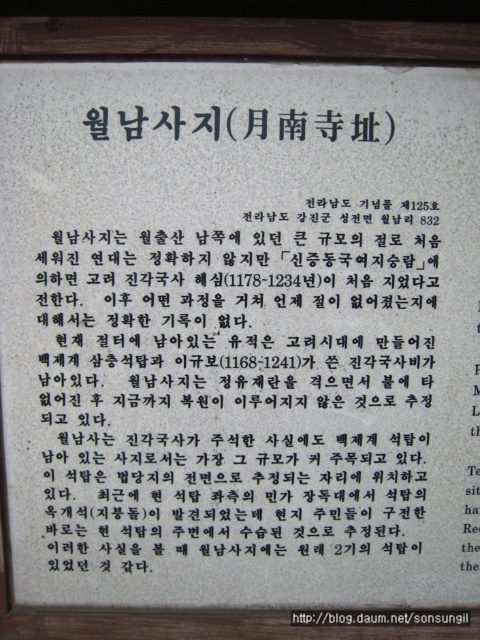 월남사지(月南寺址)
전라남도 기념물 제125호
전라남도 강진군 성전면 월남리 832
월남사지는 월출산 남쪽에 있던 큰 규모의 절로 처음
세워진 연대는 정확하지 않지만 「신증동국여지승람」에
의하면 고려 진각국사 혜심(1178-1234년)이 처음 지었다고
전한다. 이후 어떤 과정을 거쳐 언제 절이 없어졌는지에
대해서는 정확한 기록이 없다.
현재 절터에 남아있는 유적은 고려시대에 만들어진
백제계 삼층석탑과 이규보(1168-1241)가 쓴 진각국사비가
남아있다. 월남사지는 정유재란을 겪으면서 불에 타
없어진 후 지금까지 복원이 이루어지지 않은 것으로 추정
되고 있다.
월남사는 진각국사가 주석한 사실에도 백제계 석탑이
남아 있는 사지로서는 가장 그 규모가 커 주목되고 있다.
이 석탑은 법당지의 전면으로 추정되는 자리에 위치하고
있다. 최근에 현 석탑 좌측의 민가 장독대에서 석탑의
옥개석(지붕돌)이 발견되었는데 현지 주민들이 구전한
바로는 현 석탑의 주변에서 수습된 것으로 추정된다.
이러한 사실을 볼 때 월남사지에는 원래 2기의 석탑이
있었던 것 같다.
http://blog.daum.net/sonsungil